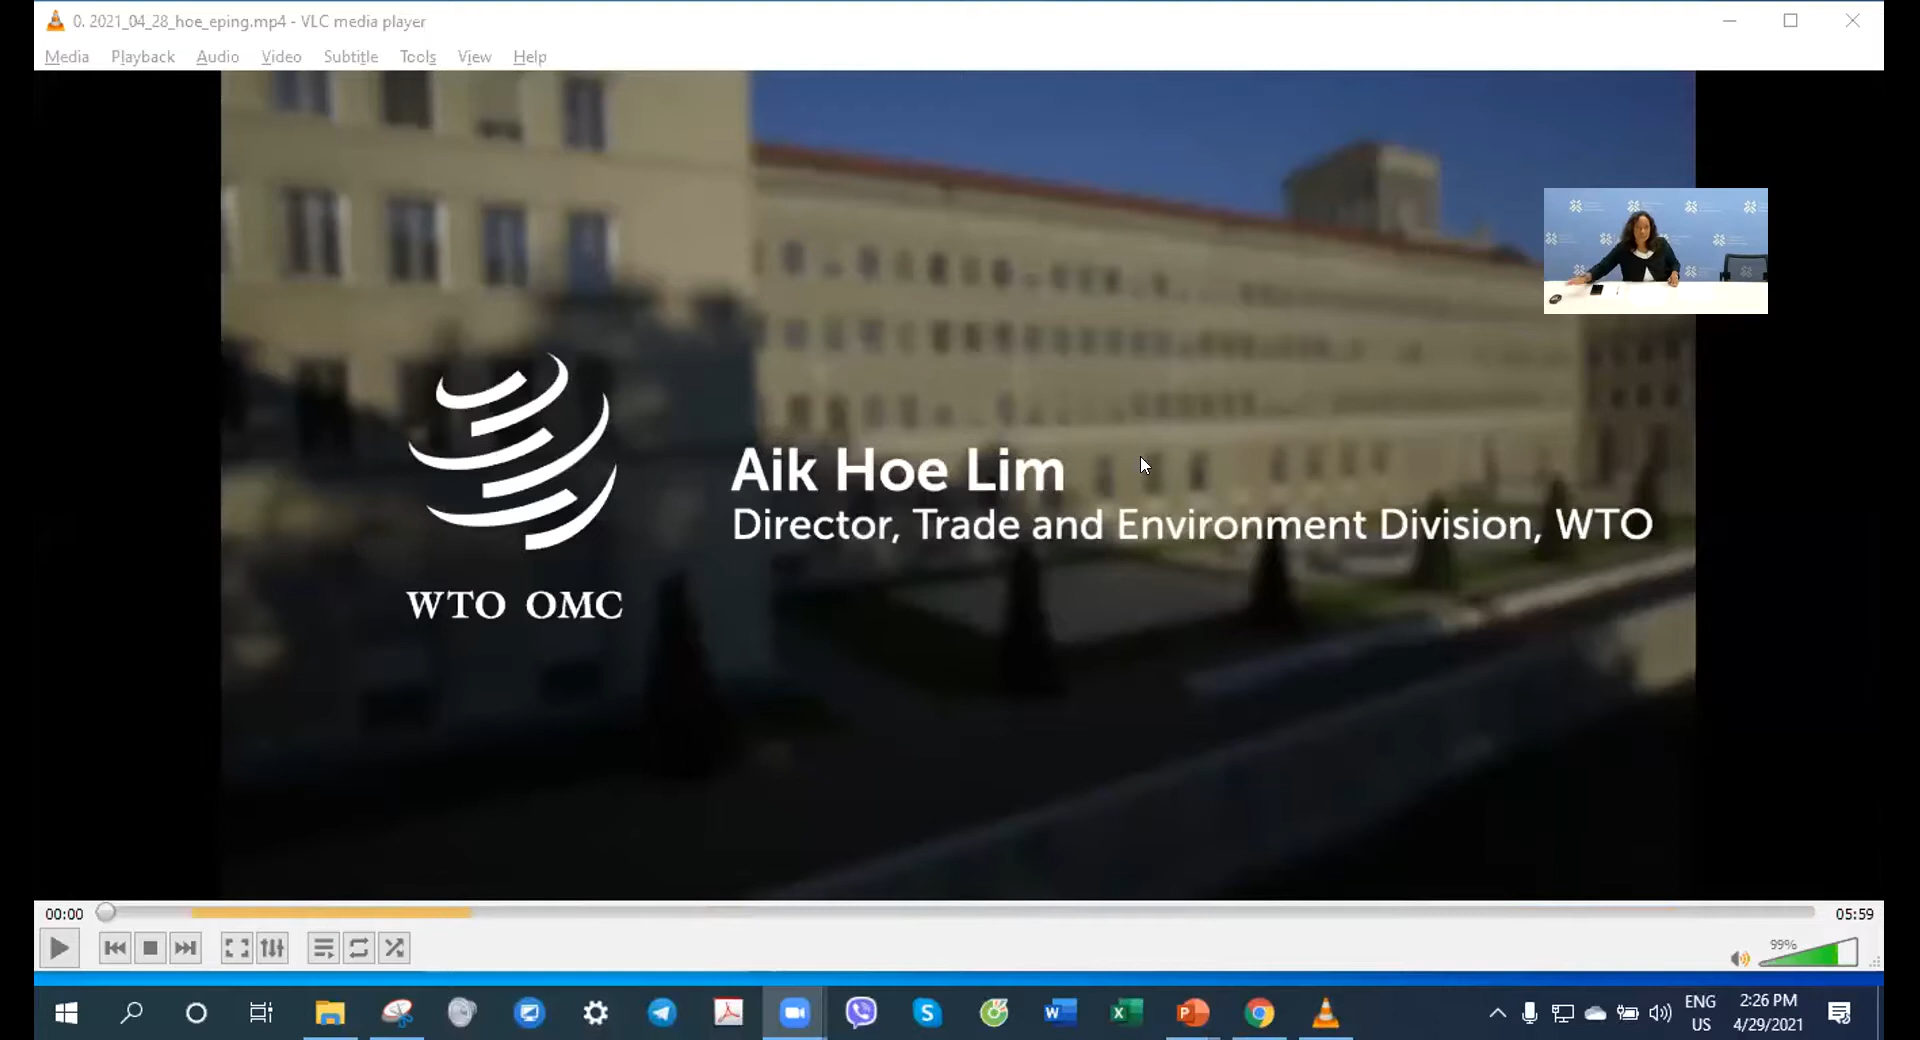 0. 2021_04_28_hoe_eping.mp4 - VLC media player
Media Playback Audio Video Subtitle Tools View Help
Aik Hoe Lim
Director, Trade and Environment Division, WTO
WTO OMC
00:00
05:59
99%
ENG
US
2:26 PM
4/29/2021